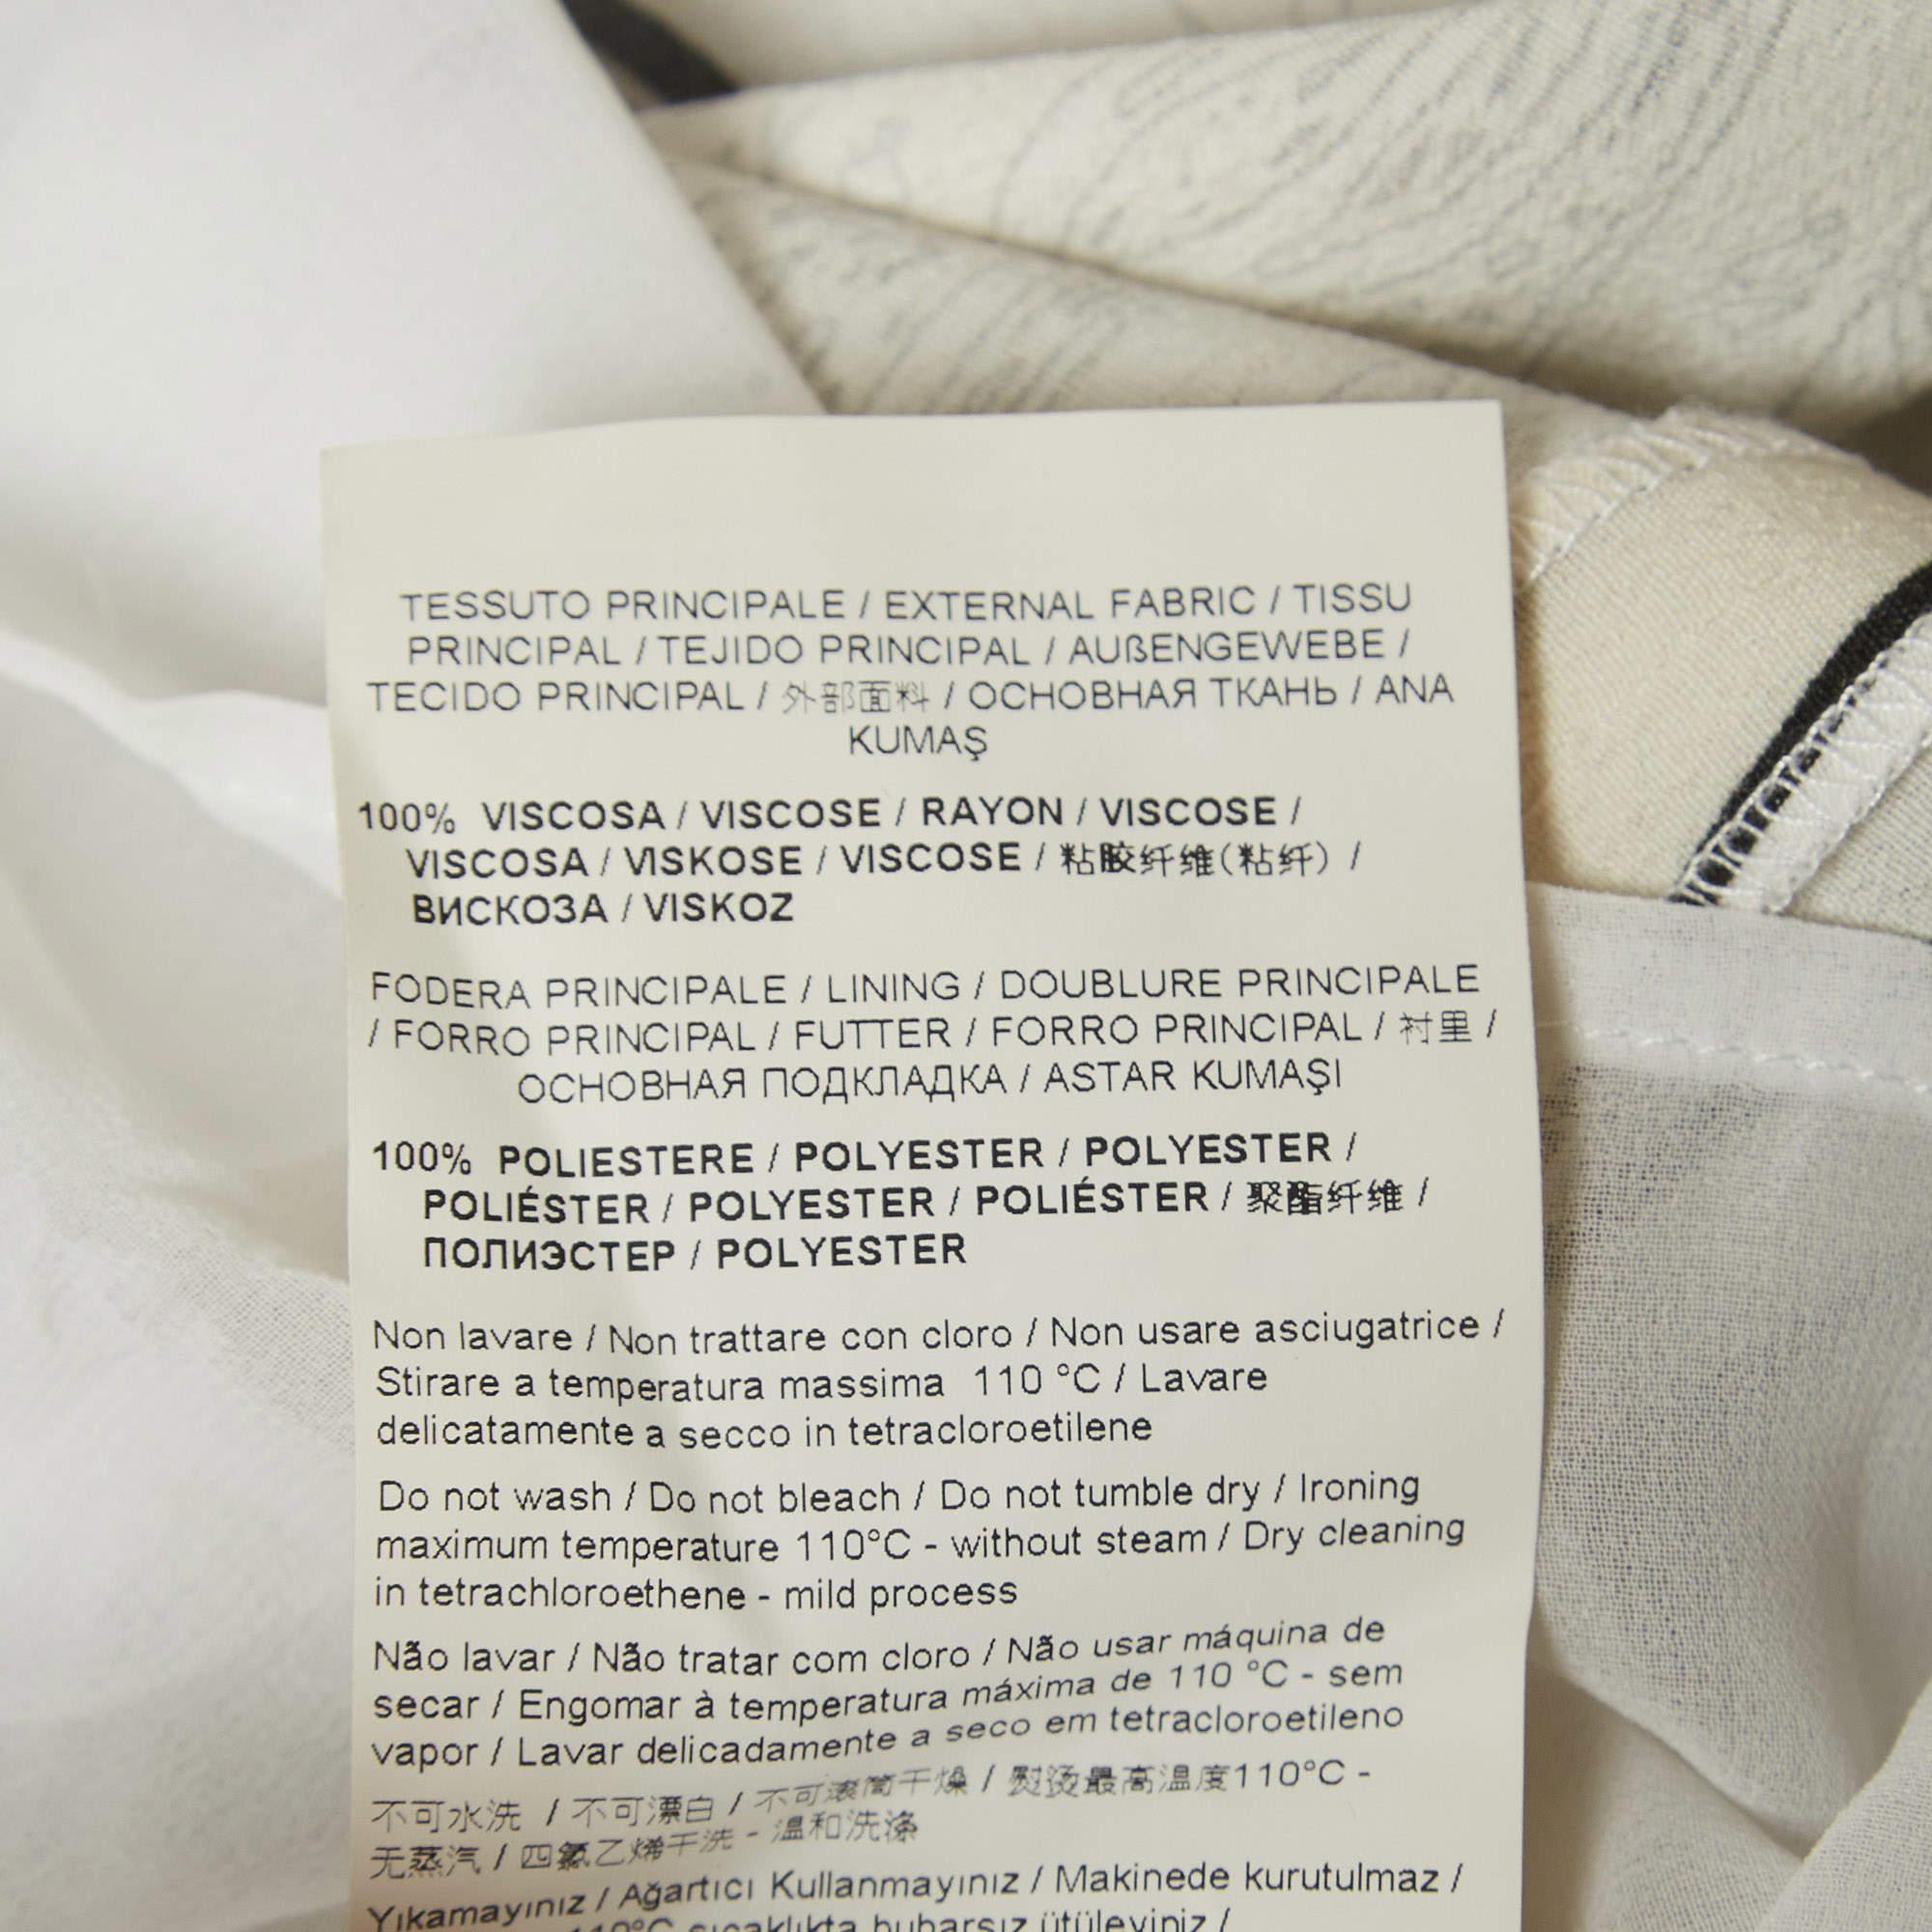 TESSUTO PRINCIPALE / EXTERNAL FABRIC / TISSU
PRINCIPAL / TEJIDO PRINCIPAL / AUßENGEWEBE /
TECIDO PRINCIPAL / 外部面料 / ОСНОВНАЯ ТКАНЬ / ANA
KUMAŞ
100% VISCOSA / VISCOSE / RAYON / VISCOSE /
VISCOSA / VISKOSE / VISCOSE / 粘胶纤维(粘纤) /
ВИСКОЗА / VISKOZ
FODERA PRINCIPALE / LINING / DOUBLURE PRINCIPALE
/ FORRO PRINCIPAL / FUTTER / FORRO PRINCIPAL / 衬里 /
ОСНОВНАЯ ПОДКЛАДКА / ASTAR KUMAŞI
100% POLIESTERE / POLYESTER / POLYESTER /
POLIÉSTER / POLYESTER / POLIÉSTER / 聚酯纤维 /
ПОЛИЭСТЕР / POLYESTER
Non lavare / Non trattare con cloro / Non usare asciugatrice /
Stirare a temperatura massima 110 °C / Lavare
delicatamente a secco in tetracloroetilene
Do not wash / Do not bleach / Do not tumble dry / Ironing
maximum temperature 110°C - without steam / Dry cleaning
in tetrachloroethene - mild process
Não lavar / Não tratar com cloro / Não usar máquina de
secar / Engomar à temperatura máxima de 110 °C - sem
vapor / Lavar delicadamente a seco em tetracloroetileno
不可水洗 / 不可漂白 / 不可滚筒干燥 / 熨烫最高温度110°C -
无蒸汽 / 四氯乙烯干洗 - 温和洗涤
Yıkamayınız / Ağartıcı Kullanmayınız / Makinede kurutulmaz /
110°C sıcaklıkta buharsız ütüleyiniz /